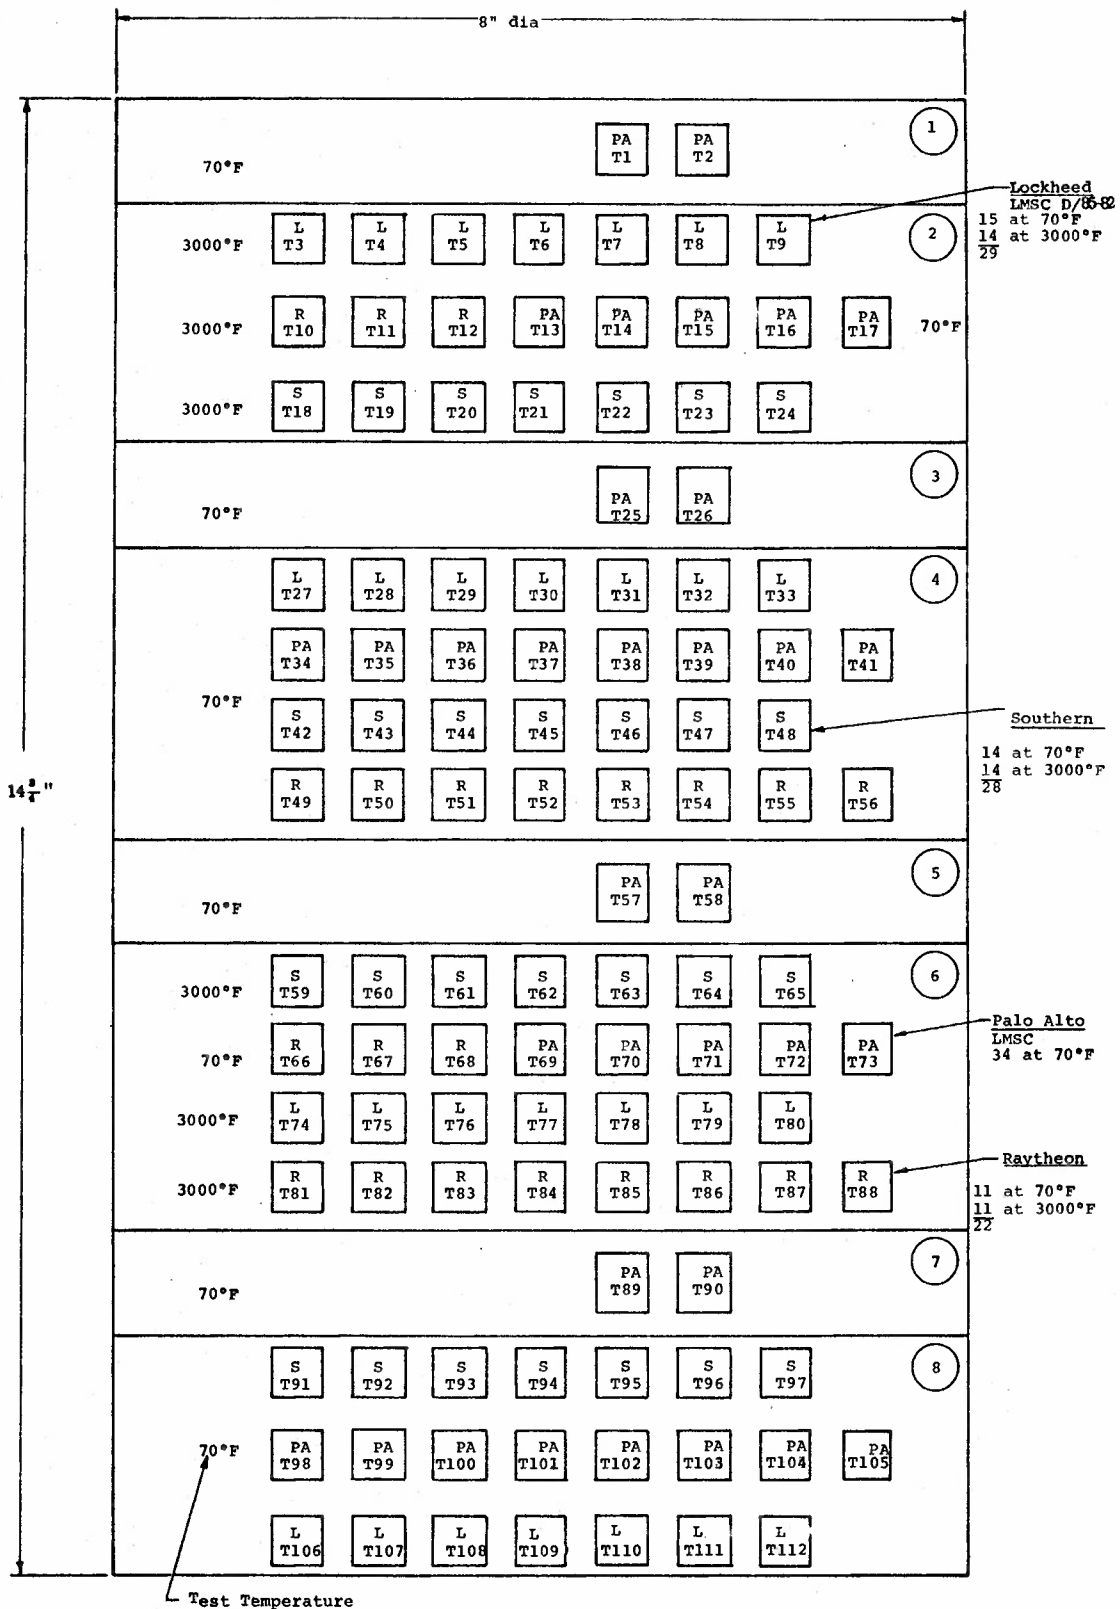 8" dia
1
PA PA
T1 T2
70°F
Lockheed
LMSC D/
15 at 70°F
14 at 3000°F
29
2
3000°F
L L L L L L L
T3 T4 T5 T6 T7 T8 T9
3000°F
R R R PA PA PA PA PA
T10 T11 T12 T13 T14 T15 T16 T17
70°F
3000°F
S S S S S S S
T18 T19 T20 T21 T22 T23 T24
3
PA PA
T25 T26
70°F
4
L L L L L L L
T27 T28 T29 T30 T31 T32 T33
PA PA PA PA PA PA PA PA
T34 T35 T36 T37 T38 T39 T40 T41
70°F
S S S S S S S
T42 T43 T44 T45 T46 T47 T48
Southern
14 at 70°F
14 at 3000°F
28
R R R R R R R R
T49 T50 T51 T52 T53 T54 T55 T56
14 3/4 "
5
PA PA
T57 T58
70°F
6
3000°F
S S S S S S S
T59 T60 T61 T62 T63 T64 T65
70°F
R R R PA PA PA PA PA
T66 T67 T68 T69 T70 T71 T72 T73
Palo Alto
LMSC
34 at 70°F
3000°F
L L L L L L L
T74 T75 T76 T77 T78 T79 T80
3000°F
R R R R R R R R
T81 T82 T83 T84 T85 T86 T87 T88
Raytheon
11 at 70°F
11 at 3000°F
22
7
PA PA
T89 T90
70°F
8
S S S S S S S
T91 T92 T93 T94 T95 T96 T97
70°F
PA PA PA PA PA PA PA PA
T98 T99 T100 T101 T102 T103 T104 T105
L L L L L L L
T106 T107 T108 T109 T110 T111 T112
Test Temperature